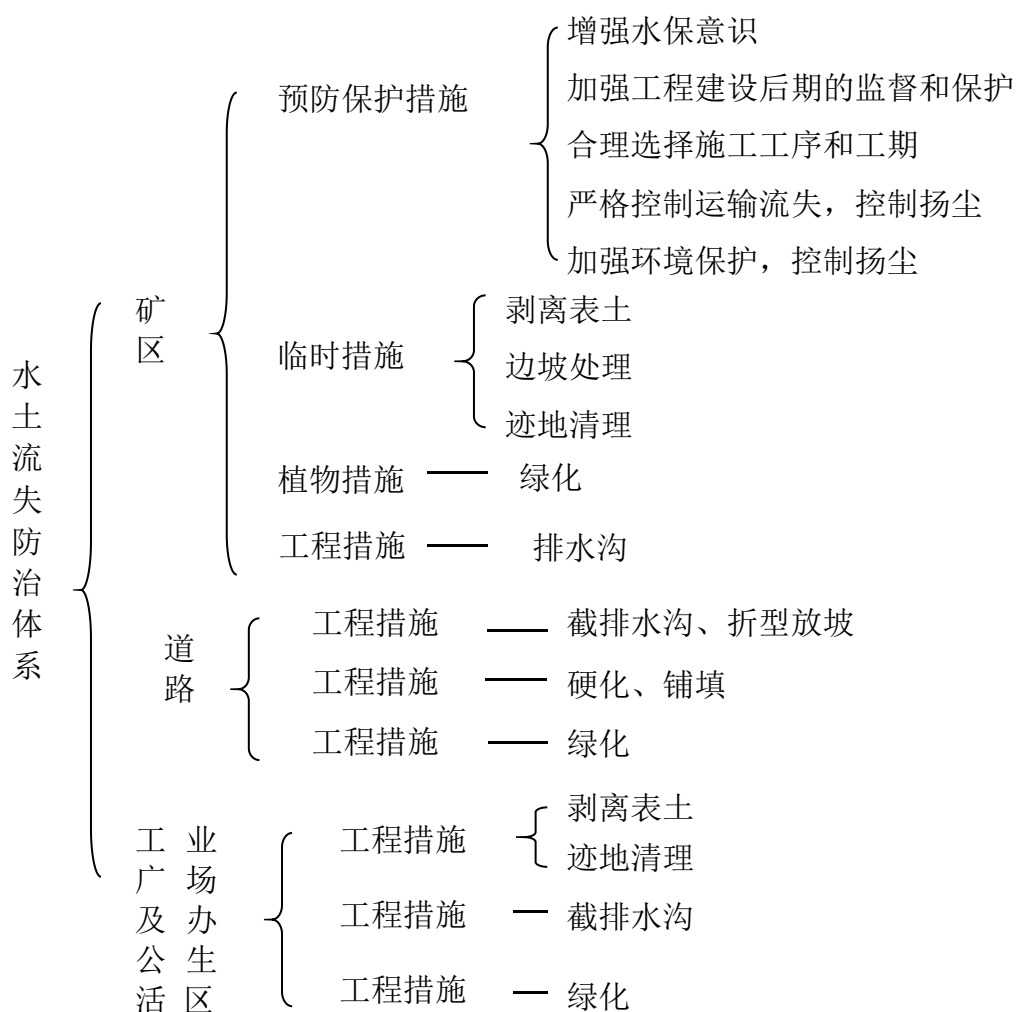 水土流失防治体系
矿区
预防保护措施
增强水保意识
加强工程建设后期的监督和保护
合理选择施工工序和工期
严格控制运输流失，控制扬尘
加强环境保护，控制扬尘
临时措施
剥离表土
边坡处理
迹地清理
植物措施
绿化
工程措施
排水沟
道路
工程措施
截排水沟、折型放坡
工程措施
硬化、铺填
工程措施
绿化
工业
广场
及办
公生
活区
工程措施
剥离表土
迹地清理
工程措施
截排水沟
工程措施
绿化